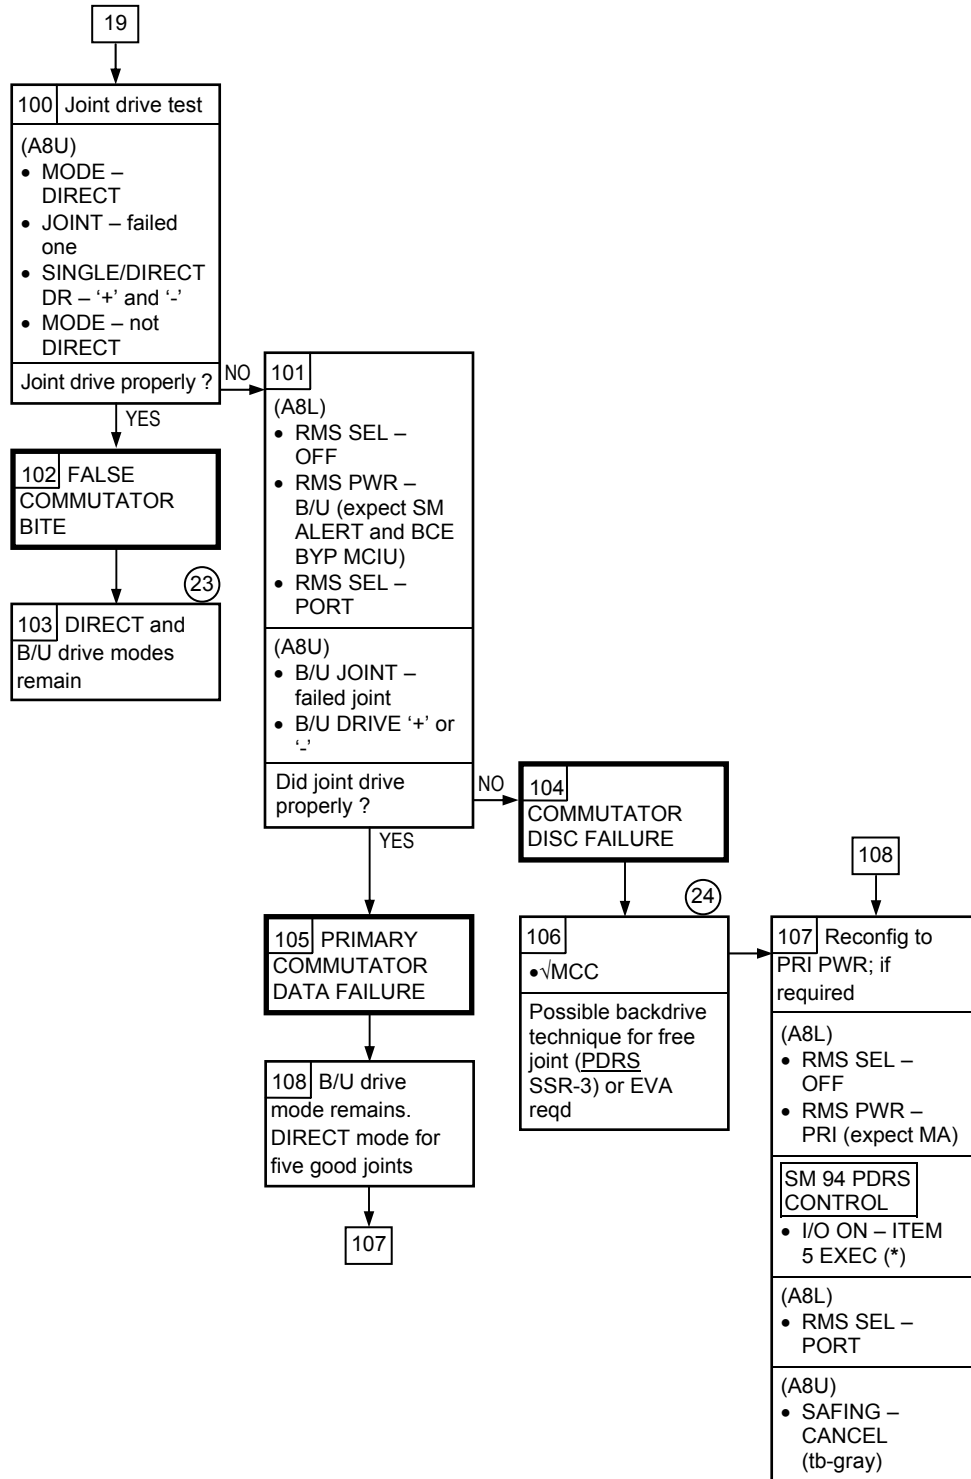 19
100 Joint drive test
(A8U)
• MODE –
DIRECT
• JOINT – failed
one
• SINGLE/DIRECT
DR – ‘+’ and ‘-’
• MODE – not
DIRECT
Joint drive properly ?
NO
YES
101
(A8L)
• RMS SEL –
OFF
• RMS PWR –
B/U (expect SM
ALERT and BCE
BYP MCIU)
• RMS SEL –
PORT
(A8U)
• B/U JOINT –
failed joint
• B/U DRIVE ‘+’ or
‘-’
Did joint drive
properly ?
NO
YES
102 FALSE
COMMUTATOR
BITE
23
103 DIRECT and
B/U drive modes
remain
104
COMMUTATOR
DISC FAILURE
105 PRIMARY
COMMUTATOR
DATA FAILURE
24
106
•√MCC
Possible backdrive
technique for free
joint (PDRS
SSR-3) or EVA
reqd
108 B/U drive
mode remains.
DIRECT mode for
five good joints
107
108
107 Reconfig to
PRI PWR; if
required
(A8L)
• RMS SEL –
OFF
• RMS PWR –
PRI (expect MA)
SM 94 PDRS
CONTROL
• I/O ON – ITEM
5 EXEC (*)
(A8L)
• RMS SEL –
PORT
(A8U)
• SAFING –
CANCEL
(tb-gray)